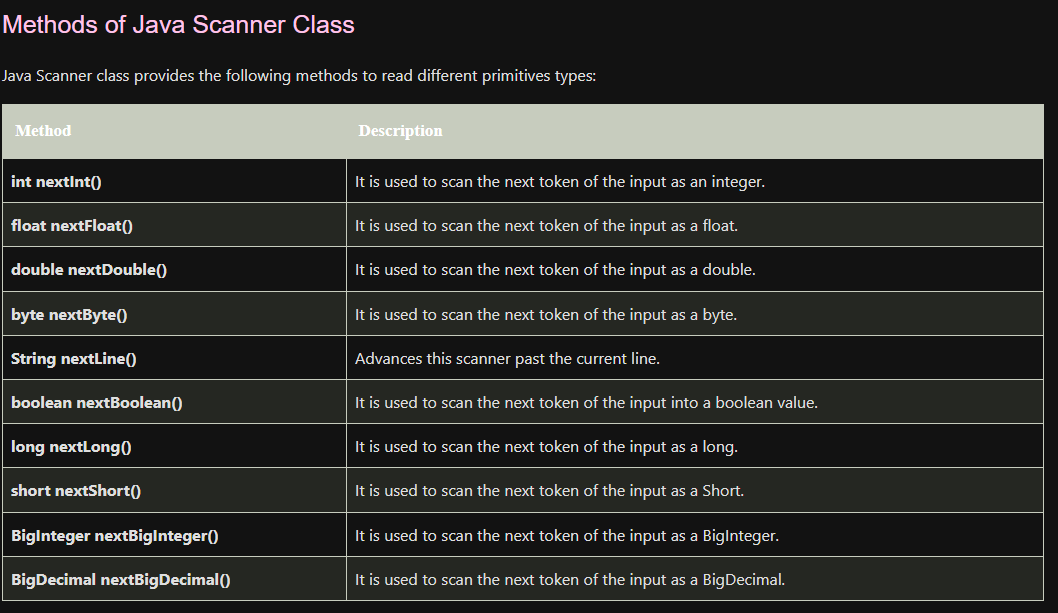 Methods of Java Scanner Class
Java Scanner class provides the following methods to read different primitives types:
Method Description
int nextInt() It is used to scan the next token of the input as an integer.
float nextFloat() It is used to scan the next token of the input as a float.
double nextDouble() It is used to scan the next token of the input as a double.
byte nextByte() It is used to scan the next token of the input as a byte.
String nextLine() Advances this scanner past the current line.
boolean nextBoolean() It is used to scan the next token of the input into a boolean value.
long nextLong() It is used to scan the next token of the input as a long.
short nextShort() It is used to scan the next token of the input as a Short.
BigInteger nextBigInteger() It is used to scan the next token of the input as a BigInteger.
BigDecimal nextBigDecimal() It is used to scan the next token of the input as a BigDecimal.